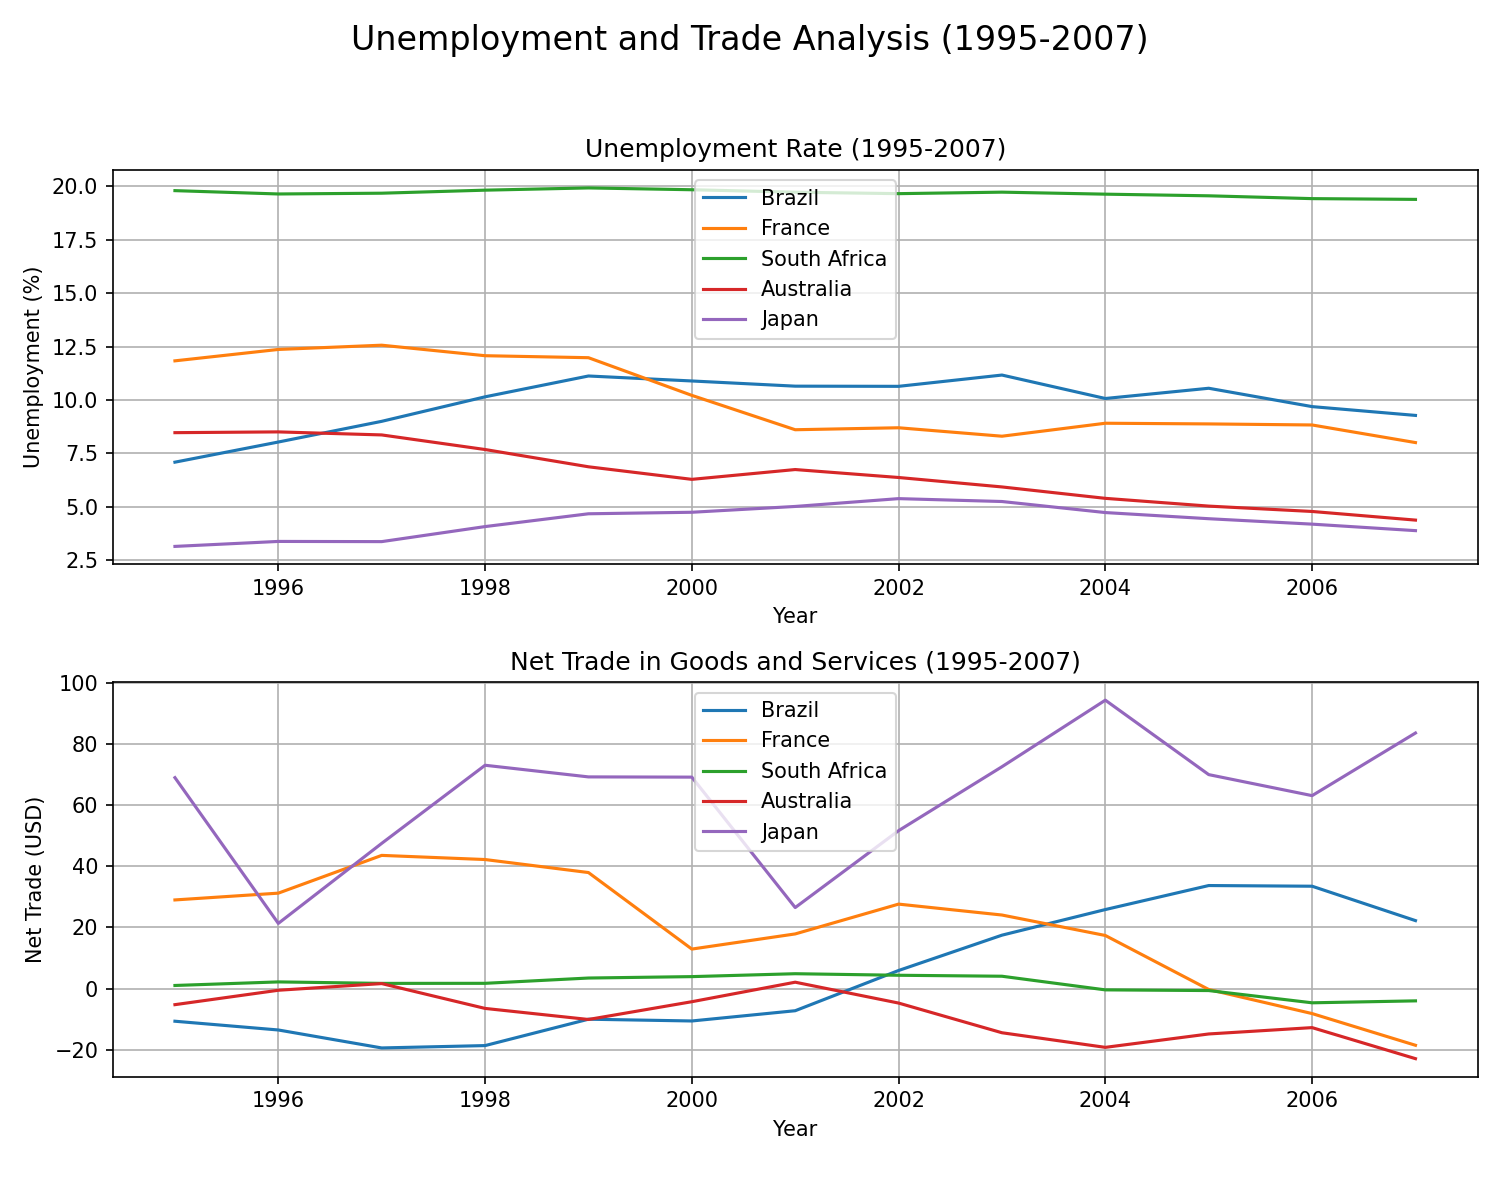 Unemployment and Trade Analysis (1995-2007)
Unemployment Rate (1995-2007)
Unemployment (%)
20.0
17.5
15.0
12.5
10.0
7.5
5.0
2.5
Brazil
France
South Africa
Australia
Japan
1996 1998 2000 2002 2004 2006
Year
Net Trade in Goods and Services (1995-2007)
Net Trade (USD)
100
80
60
40
20
0
−20
Brazil
France
South Africa
Australia
Japan
1996 1998 2000 2002 2004 2006
Year